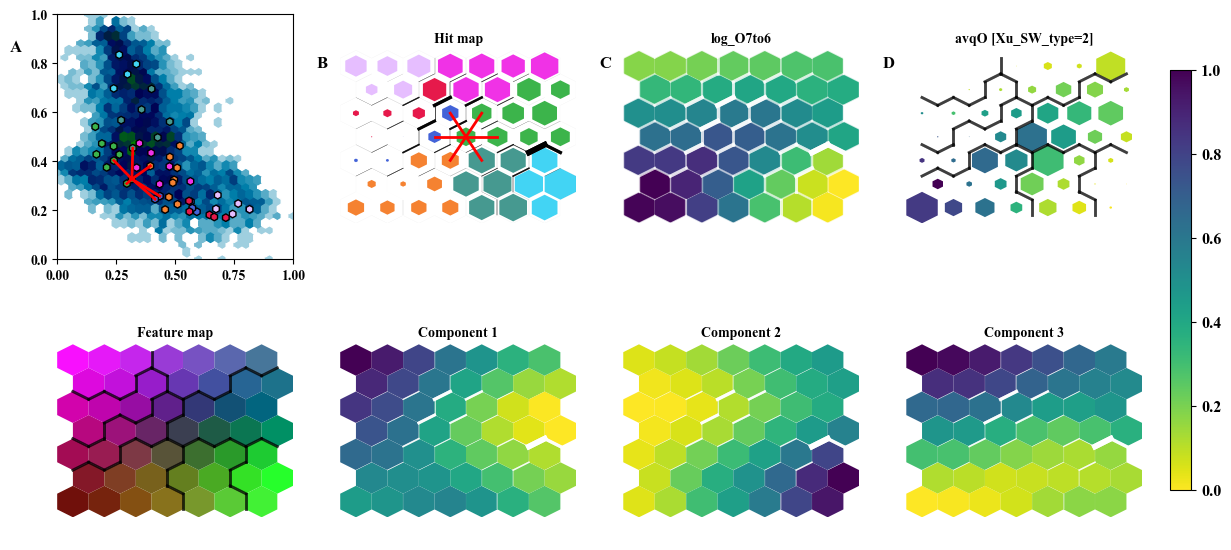 A
1.0
0.8
0.6
0.4
0.2
0.0
0.00 0.25 0.50 0.75 1.00
B
Hit map
C
log_O7to6
D
avqO [Xu_SW_type=2]
1.0
0.8
0.6
0.4
0.2
0.0
Feature map
Component 1
Component 2
Component 3